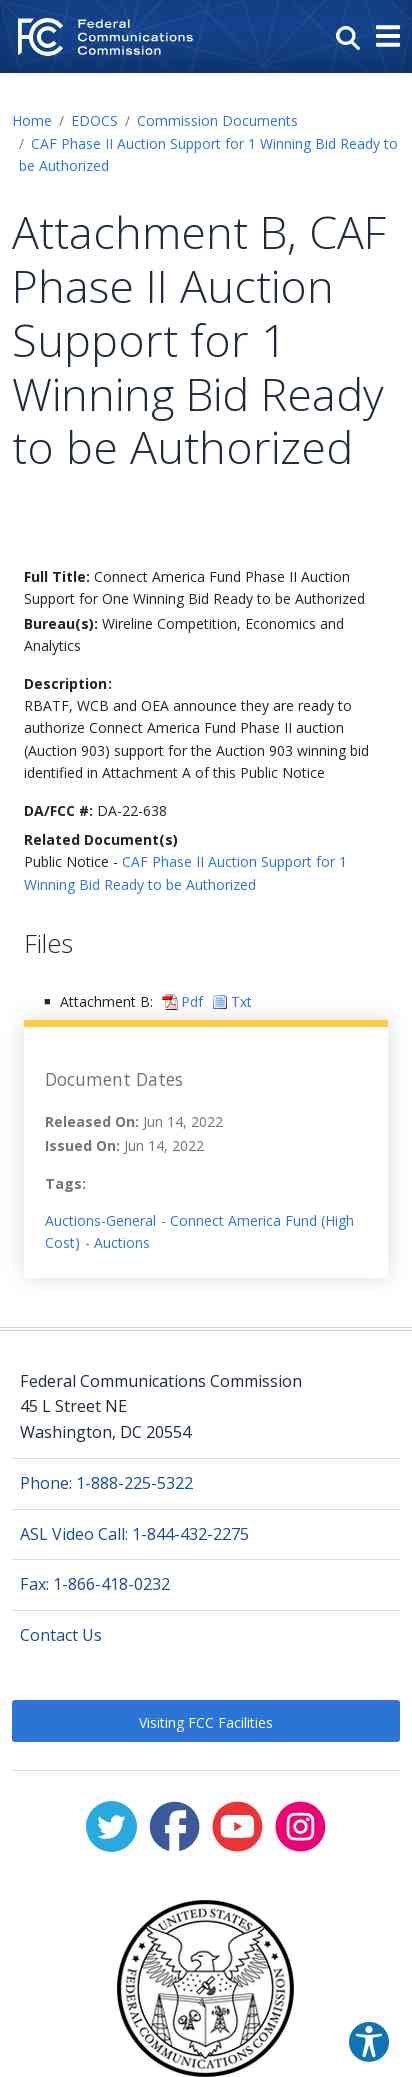 Federal
Communications
Commission
Home / EDOCS / Commission Documents
/ CAF Phase II Auction Support for 1 Winning Bid Ready to
be Authorized
Attachment B, CAF
Phase II Auction
Support for 1
Winning Bid Ready
to be Authorized
Full Title: Connect America Fund Phase II Auction
Support for One Winning Bid Ready to be Authorized
Bureau(s): Wireline Competition, Economics and
Analytics
Description:
RBATF, WCB and OEA announce they are ready to
authorize Connect America Fund Phase II auction
(Auction 903) support for the Auction 903 winning bid
identified in Attachment A of this Public Notice
DA/FCC #: DA-22-638
Related Document(s)
Public Notice - CAF Phase II Auction Support for 1
Winning Bid Ready to be Authorized
Files
▪ Attachment B: Pdf Txt
Document Dates
Released On: Jun 14, 2022
Issued On: Jun 14, 2022
Tags:
Auctions-General - Connect America Fund (High
Cost) - Auctions
Federal Communications Commission
45 L Street NE
Washington, DC 20554
Phone: 1-888-225-5322
ASL Video Call: 1-844-432-2275
Fax: 1-866-418-0232
Contact Us
Visiting FCC Facilities
UNITED STATES
FEDERAL COMMUNICATIONS COMMISSION